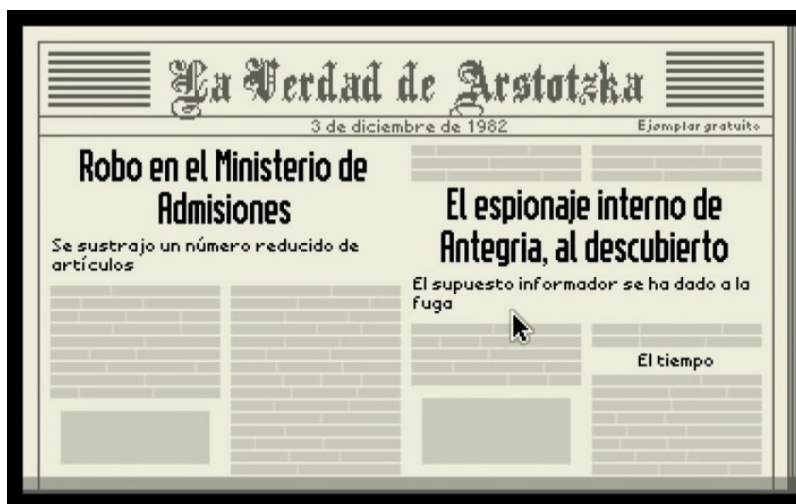 La Verdad de Arstotzka
3 de diciembre de 1982
Ejemplar gratuito
Robo en el Ministerio de
Admisiones
Se sustrajo un número reducido de
artículos
El espionaje interno de
Antegria, al descubierto
El supuesto informador se ha dado a la
fuga
El tiempo